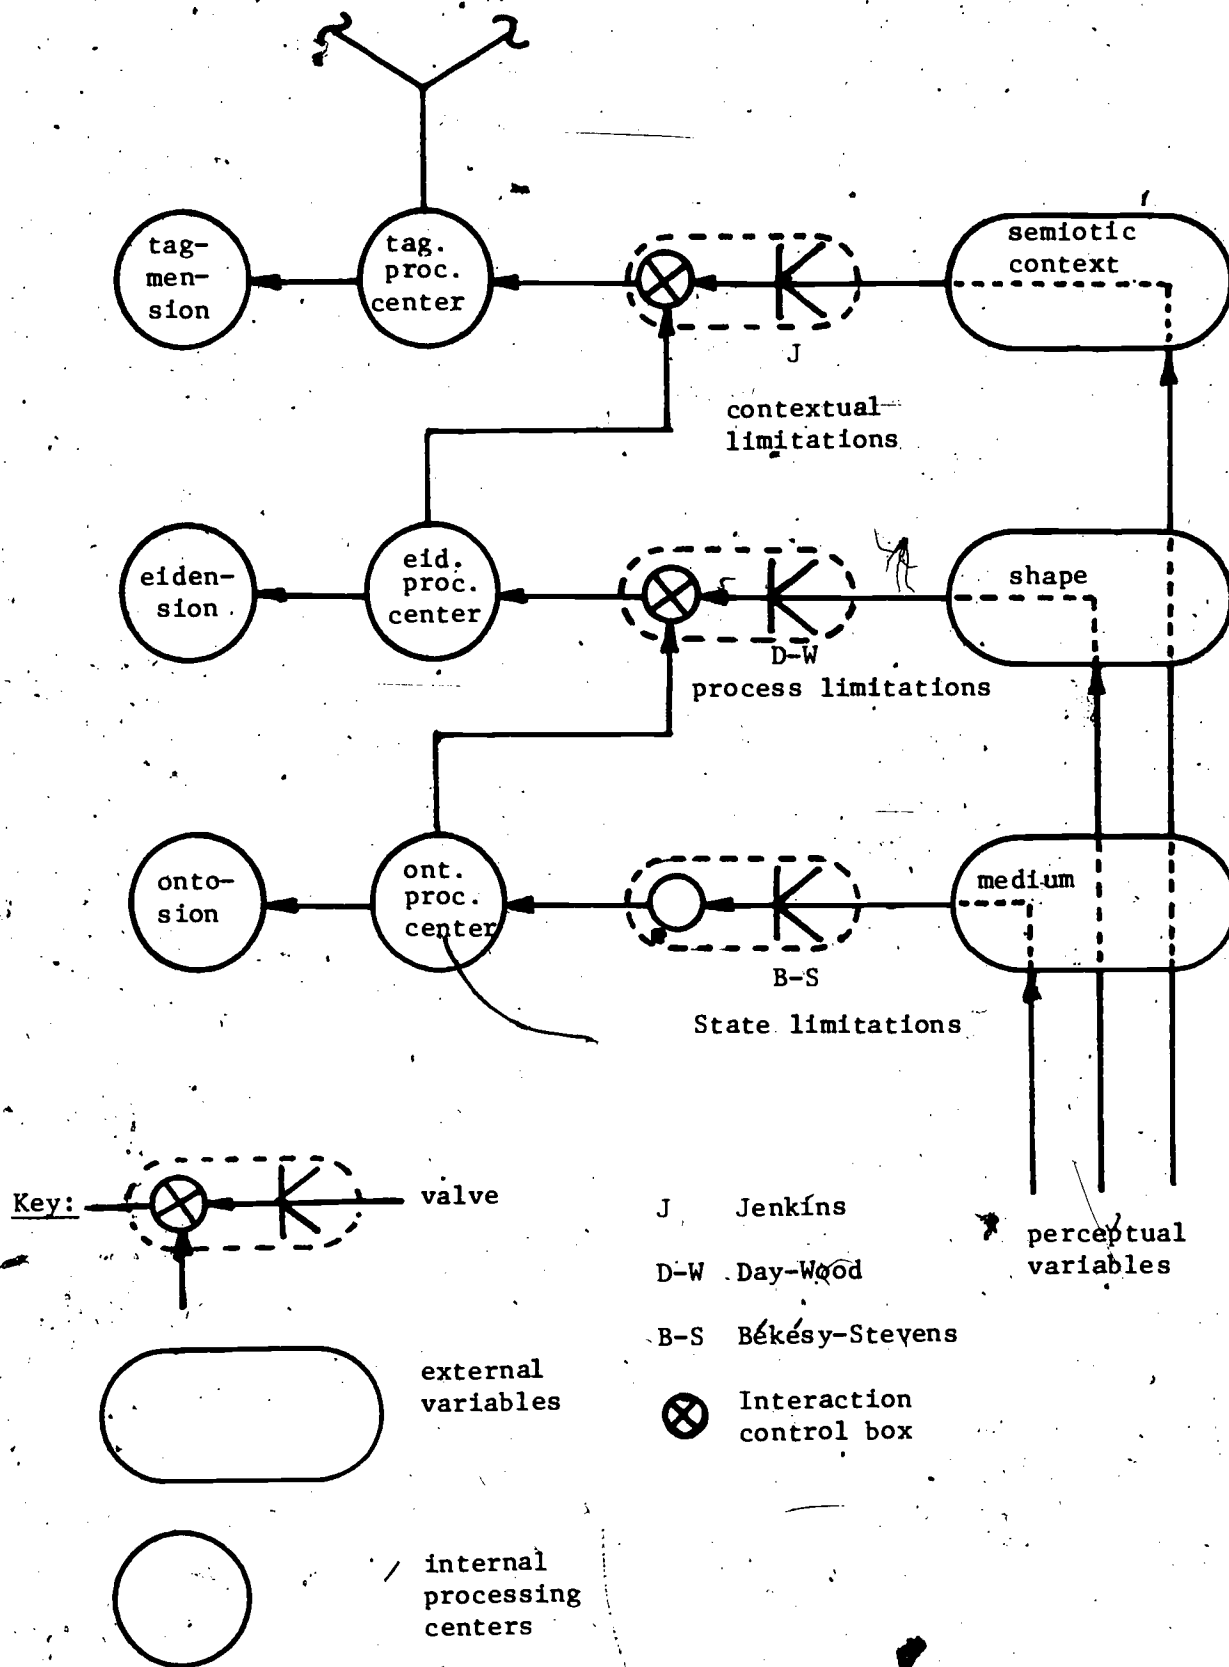 tag-
men-
sion
tag.
proc.
center
semiotic
context
J
contextual
limitations
eiden-
sion
eid.
proc.
center
shape
D-W
process limitations
onto-
sion
ont.
proc.
center
medium
B-S
State limitations
Key:
valve
J Jenkins
D-W Day-Wood
B-S Békésy-Stevens
perceptual
variables
external
variables
Interaction
control box
internal
processing
centers